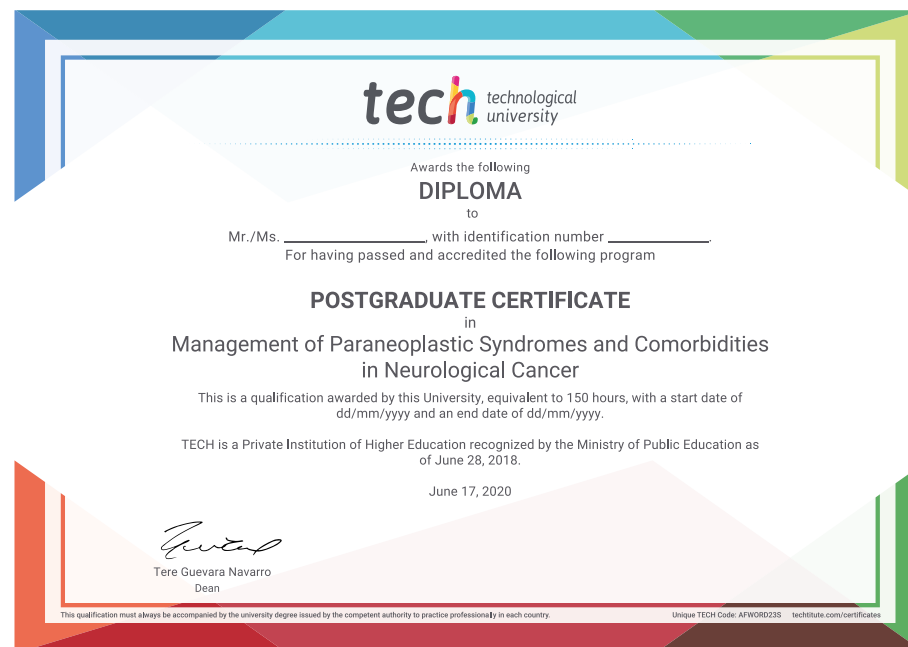 tech technological
university
Awards the following
DIPLOMA
to
Mr./Ms. ____________________, with identification number ______________.
For having passed and accredited the following program
POSTGRADUATE CERTIFICATE
in
Management of Paraneoplastic Syndromes and Comorbidities
in Neurological Cancer
This is a qualification awarded by this University, equivalent to 150 hours, with a start date of
dd/mm/yyyy and an end date of dd/mm/yyyy.
TECH is a Private Institution of Higher Education recognized by the Ministry of Public Education as
of June 28, 2018.
June 17, 2020
Tere Guevara Navarro
Dean
This qualification must always be accompanied by the university degree issued by the competent authority to practice professionally in each country. Unique TECH Code: AFWORD23S techtitute.com/certificates